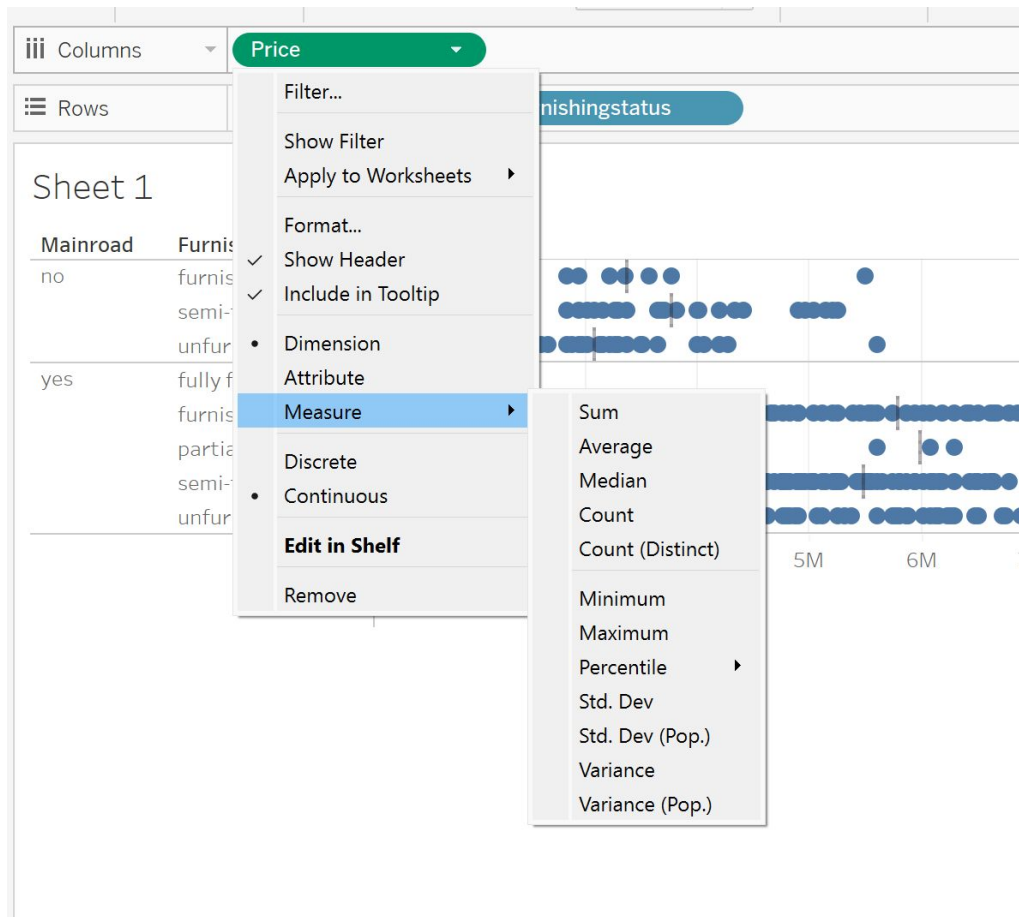 Columns
Price
Rows
nishingstatus
Filter...
Show Filter
Apply to Worksheets
Format...
Show Header
Include in Tooltip
Dimension
Attribute
Measure
Discrete
Continuous
Edit in Shelf
Remove
Sum
Average
Median
Count
Count (Distinct)
Minimum
Maximum
Percentile
Std. Dev
Std. Dev (Pop.)
Variance
Variance (Pop.)
Sheet 1
Mainroad Furnis
no furnis
semi-
unfur
yes fully f
furnis
partia
semi-
unfur
5M 6M